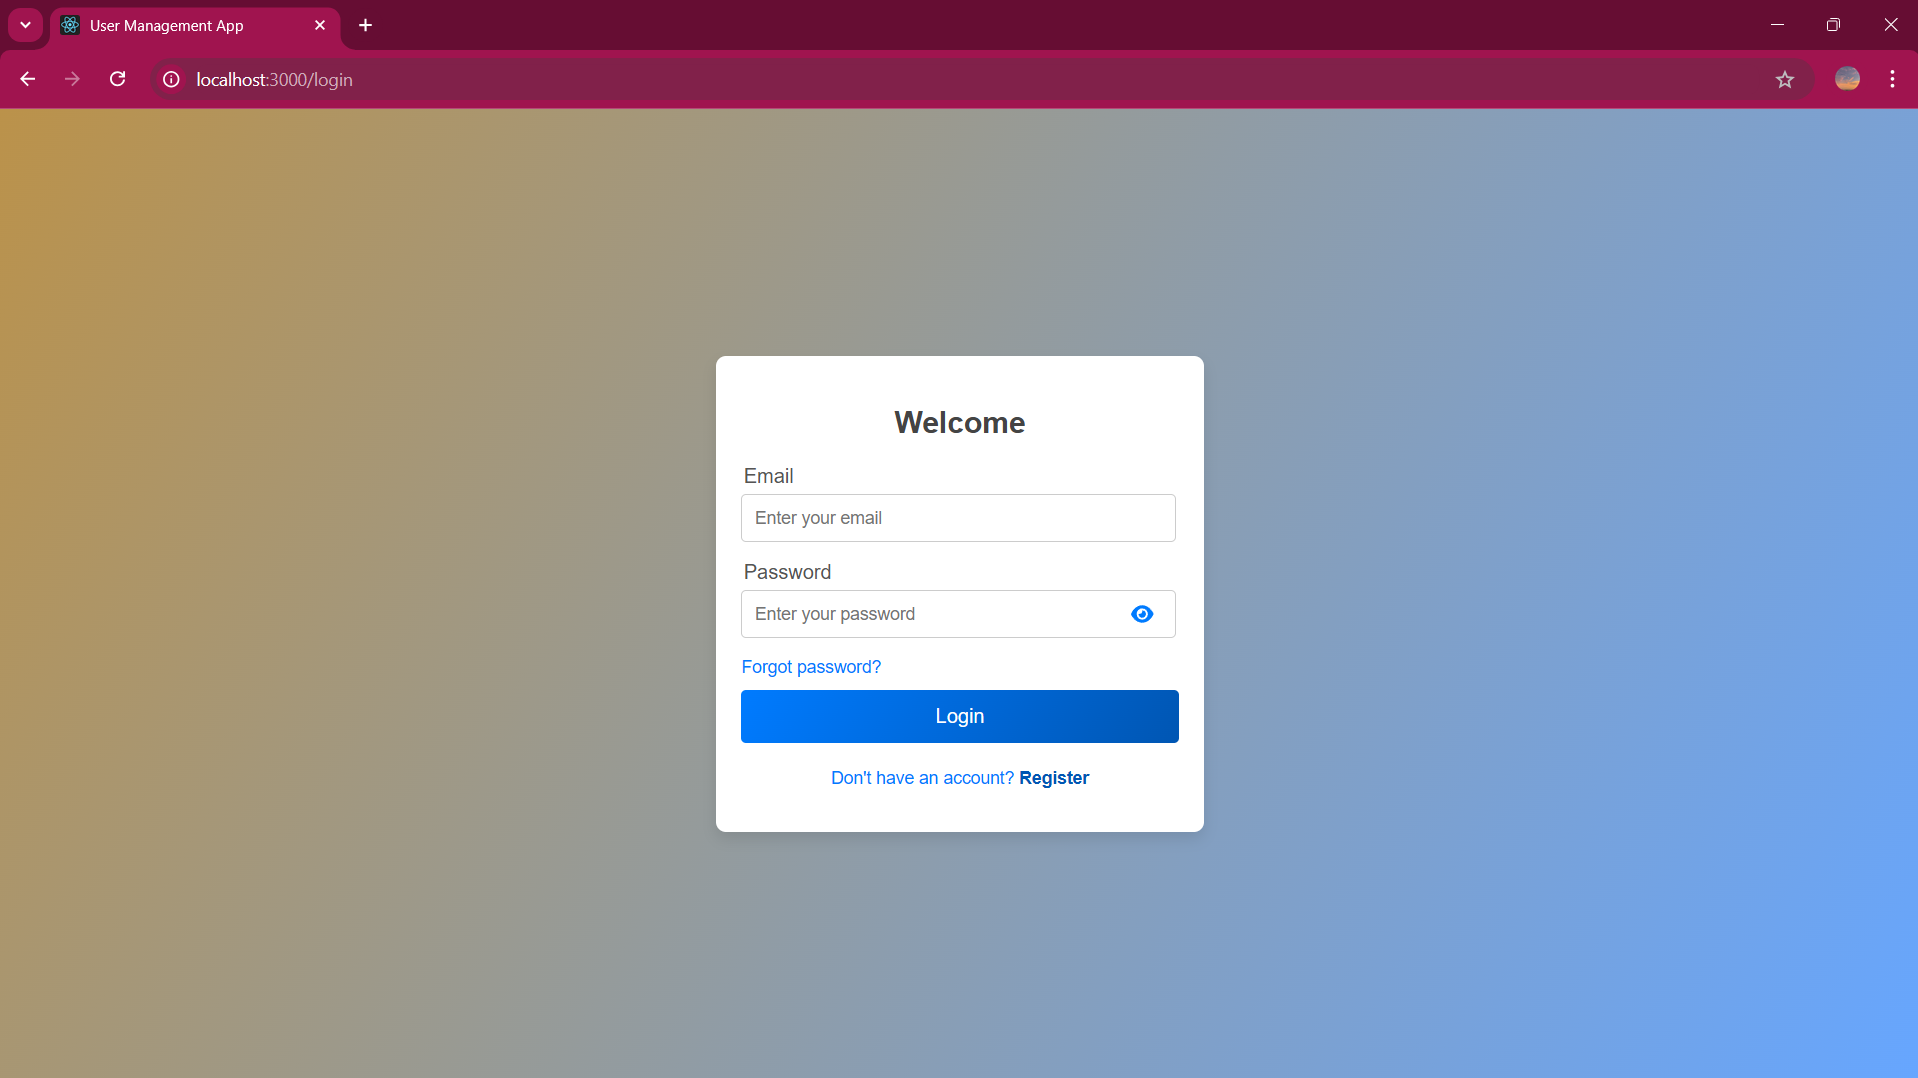 User Management App
localhost:3000/login
Welcome
Email
Enter your email
Password
Enter your password
Forgot password?
Login
Don't have an account? Register